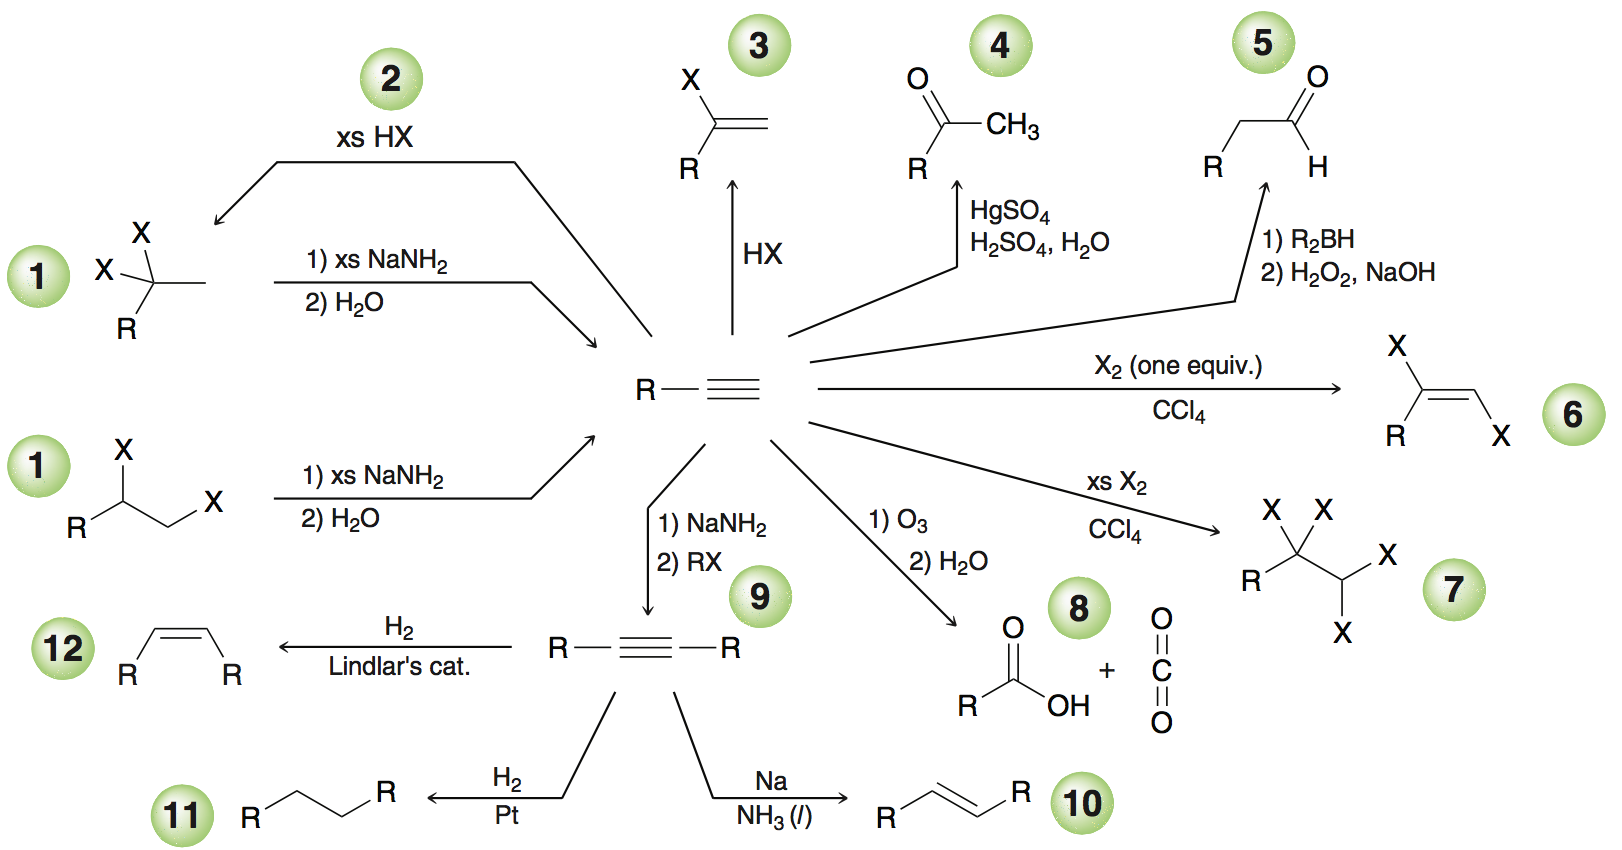 2
xs HX
3
X
R
4
O
CH₃
R
5
O
R
H
1
X
X
R
1) xs NaNH₂
2) H₂O
HX
HgSO₄
H₂SO₄, H₂O
1) R₂BH
2) H₂O₂, NaOH
R
X₂ (one equiv.)
CCl₄
X
R
X
6
1
X
X
R
1) xs NaNH₂
2) H₂O
xs X₂
CCl₄
X X
X
R
X
7
1) NaNH₂
2) RX
9
1) O₃
2) H₂O
8
O
R
OH
+
O
C
O
R
R
H₂
Lindlar's cat.
12
R
R
H₂
Pt
11
R
R
Na
NH₃ (l)
R
R
10